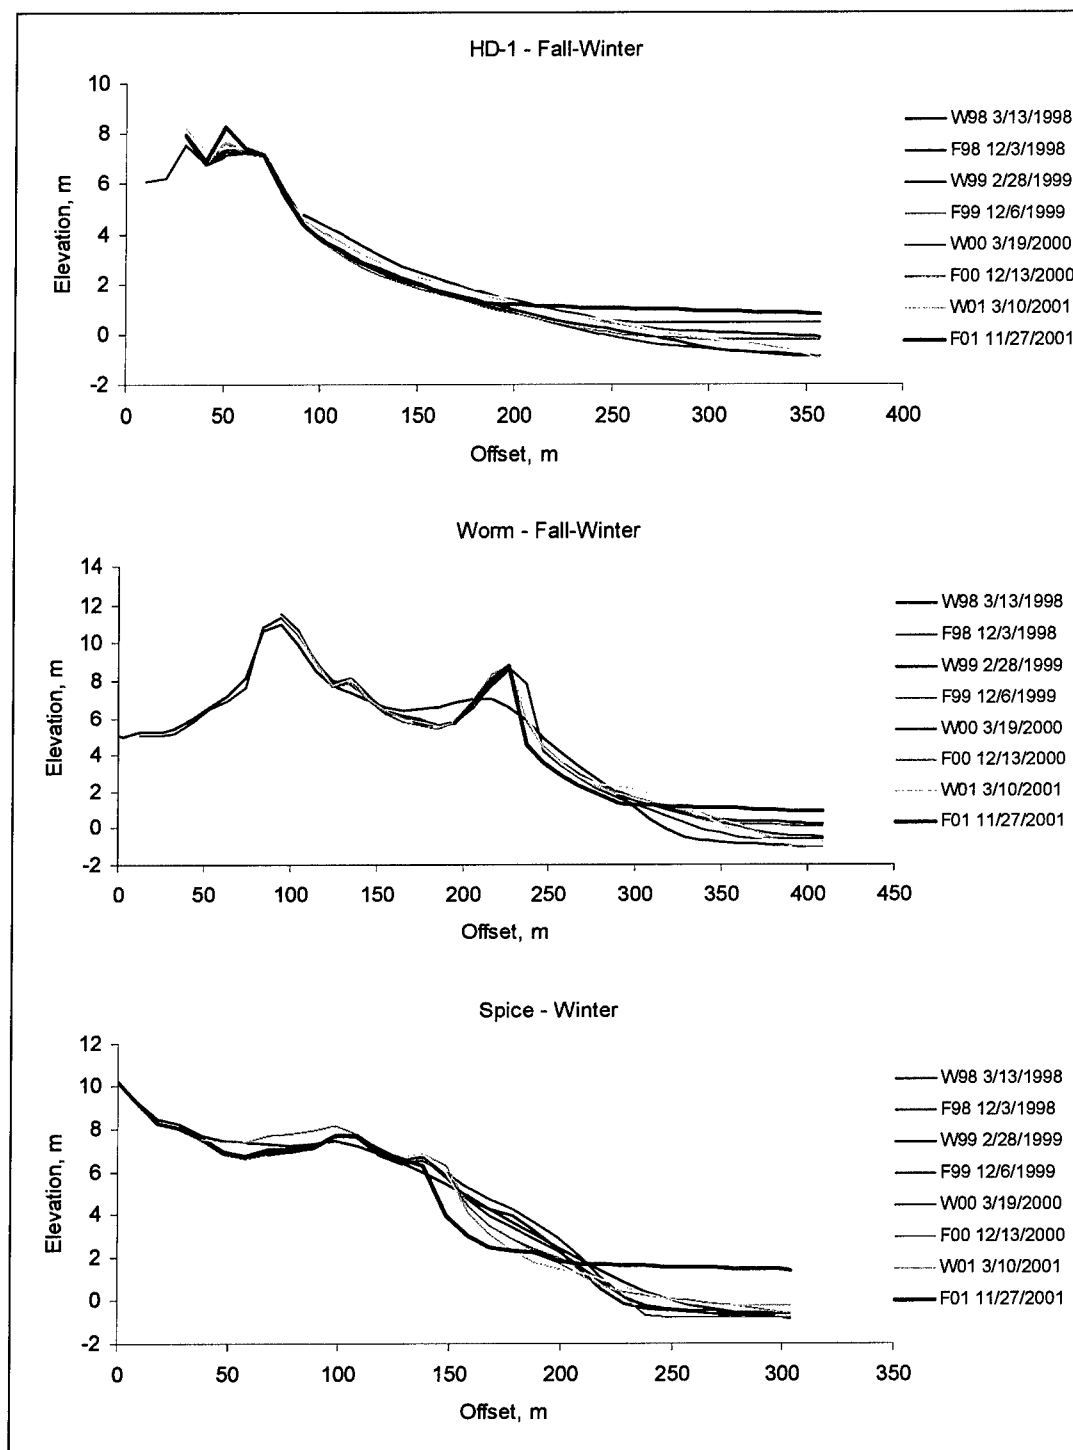 HD-1 - Fall-Winter
10
8
6
4
2
0
-2
Elevation, m
0 50 100 150 200 250 300 350 400
Offset, m
W98 3/13/1998
F98 12/3/1998
W99 2/28/1999
F99 12/6/1999
W00 3/19/2000
F00 12/13/2000
W01 3/10/2001
F01 11/27/2001
Worm - Fall-Winter
14
12
10
8
6
4
2
0
-2
Elevation, m
0 50 100 150 200 250 300 350 400 450
Offset, m
W98 3/13/1998
F98 12/3/1998
W99 2/28/1999
F99 12/6/1999
W00 3/19/2000
F00 12/13/2000
W01 3/10/2001
F01 11/27/2001
Spice - Winter
12
10
8
6
4
2
0
-2
Elevation, m
0 50 100 150 200 250 300 350
Offset, m
W98 3/13/1998
F98 12/3/1998
W99 2/28/1999
F99 12/6/1999
W00 3/19/2000
F00 12/13/2000
W01 3/10/2001
F01 11/27/2001